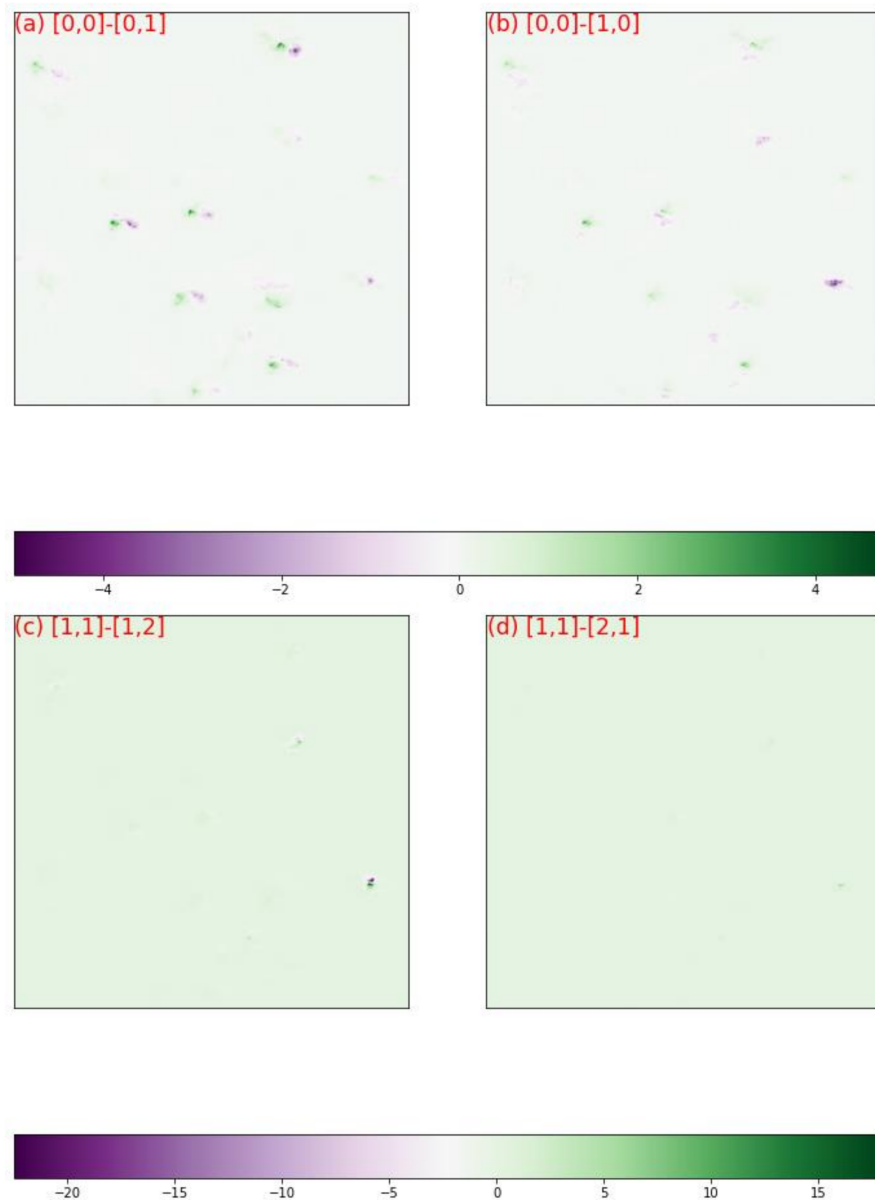 (a) [0,0]-[0,1]
(b) [0,0]-[1,0]
−4 −2 0 2 4
(c) [1,1]-[1,2]
(d) [1,1]-[2,1]
−20 −15 −10 −5 0 5 10 15